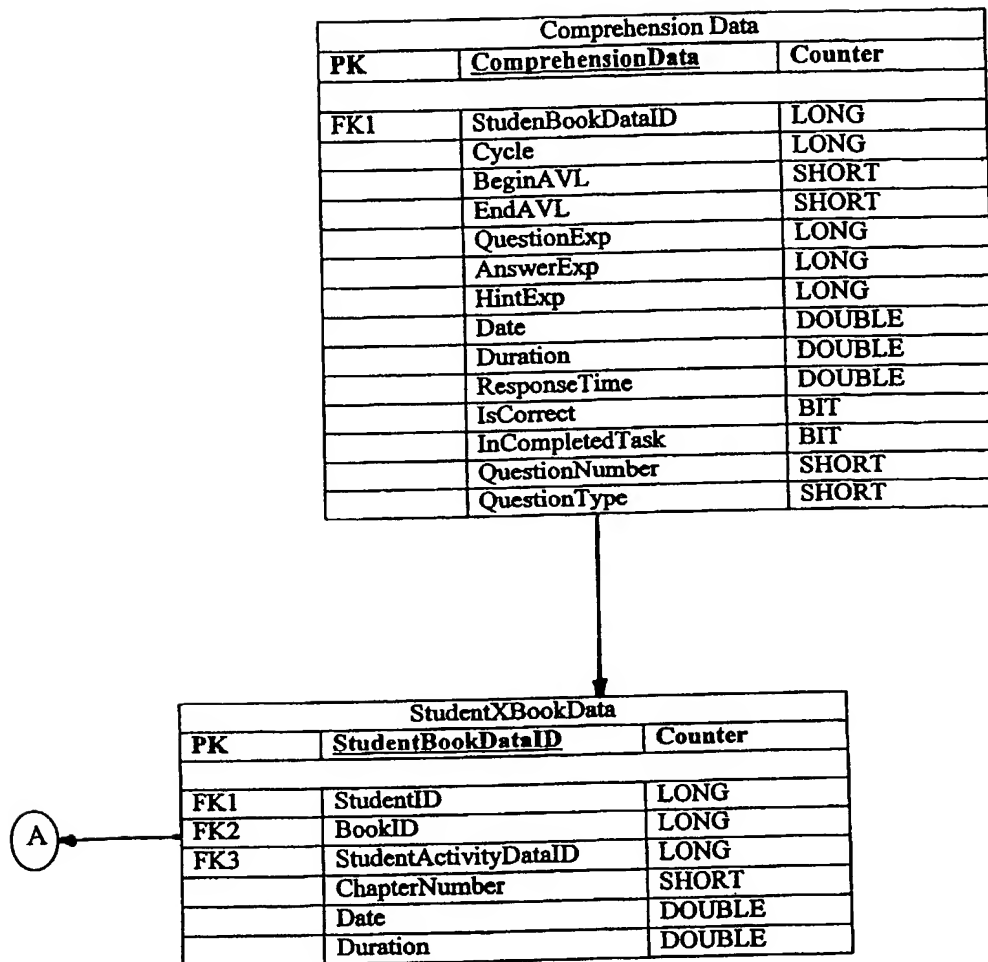 Comprehension Data
PK ComprehensionData Counter
FK1 StudenBookDataID LONG
Cycle LONG
BeginAVL SHORT
EndAVL SHORT
QuestionExp LONG
AnswerExp LONG
HintExp LONG
Date DOUBLE
Duration DOUBLE
ResponseTime DOUBLE
IsCorrect BIT
InCompletedTask BIT
QuestionNumber SHORT
QuestionType SHORT
StudentXBookData
PK StudentBookDataID Counter
FK1 StudentID LONG
A FK2 BookID LONG
FK3 StudentActivityDataID LONG
ChapterNumber SHORT
Date DOUBLE
Duration DOUBLE